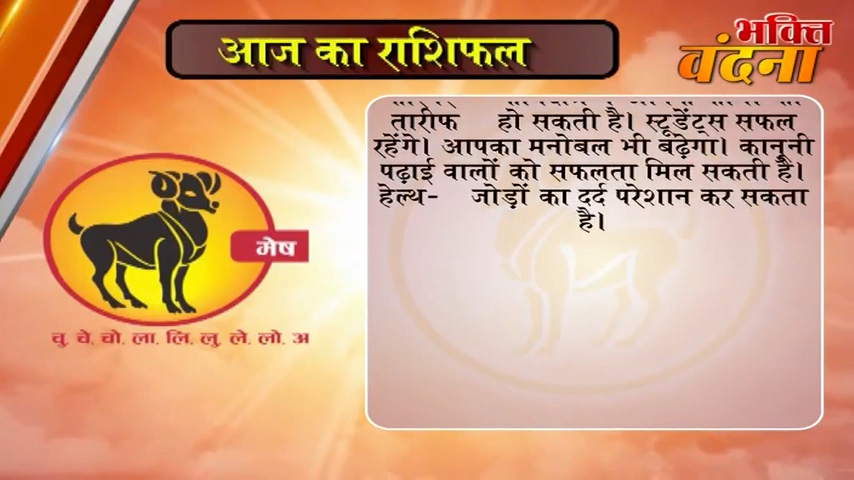 आज का राशिफल
भक्ति
वंदना
तारीफ हो सकती है। स्टूडेंट्स सफल
रहेंगे। आपका मनोबल भी बढ़ेगा। कानूनी
पढ़ाई वालों को सफलता मिल सकती है।
हेल्थ- जोड़ों का दर्द परेशान कर सकता
है।
मेष
चु, चे, चो, ला, लि, लु, ले, लो, अ